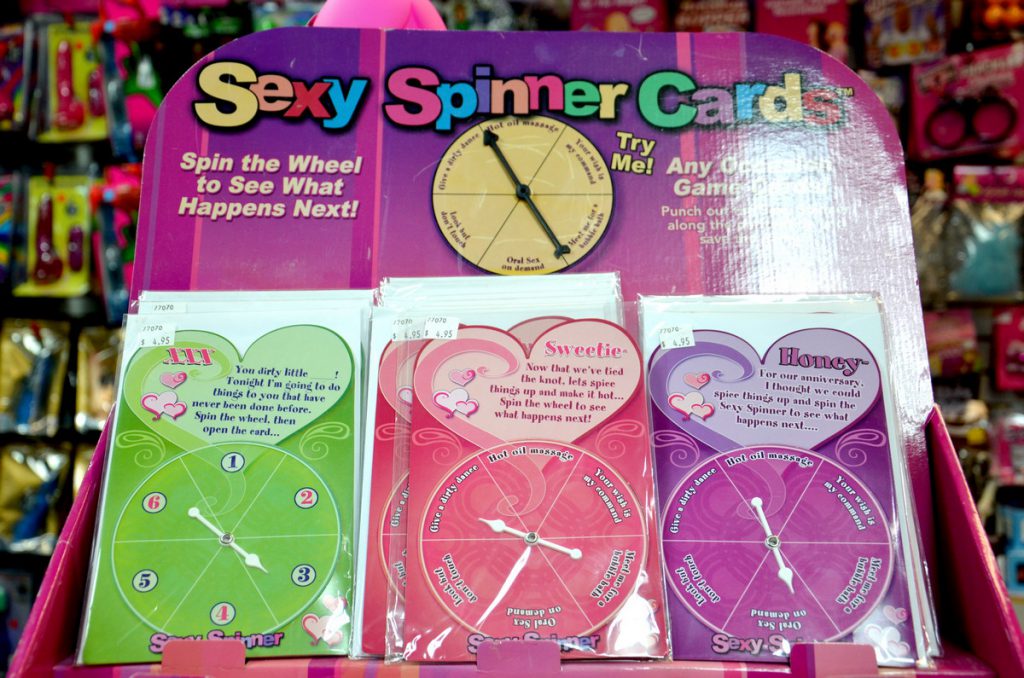 Sexy Spinner Cards™
Spin the Wheel
to See What
Happens Next!
Try
Me!
Any
Game
Punch out
along the
save
Hot oil massage
Your wish is
my command
Meet me for a
bubble bath
Oral Sex
on demand
Look but
don't touch
Give a dirty dance
77070
$ 4.95
XXX
You dirty little ____!
Tonight I'm going to do
things to you that have
never been done before.
Spin the wheel, then
open the card...
1
2
3
4
5
6
Sexy Spinner
77070
$ 4.95
$ 4.95
Sweetie-
Now that we've tied
the knot, lets spice
things up and make it hot...
Spin the wheel to see
what happens next!
Hot oil massage
Your wish is
my command
Meet me for a
bubble bath
Oral Sex
on demand
Look but
don't touch
Give a dirty dance
Sexy Spinner
77070
$ 4.95
Honey-
For our anniversary,
I thought we could
spice things up and spin the
Sexy Spinner to see what
happens next....
Hot oil massage
Your wish is
my command
Meet me for a
bubble bath
Oral Sex
on demand
Look but
don't touch
Give a dirty dance
Sexy Spinner